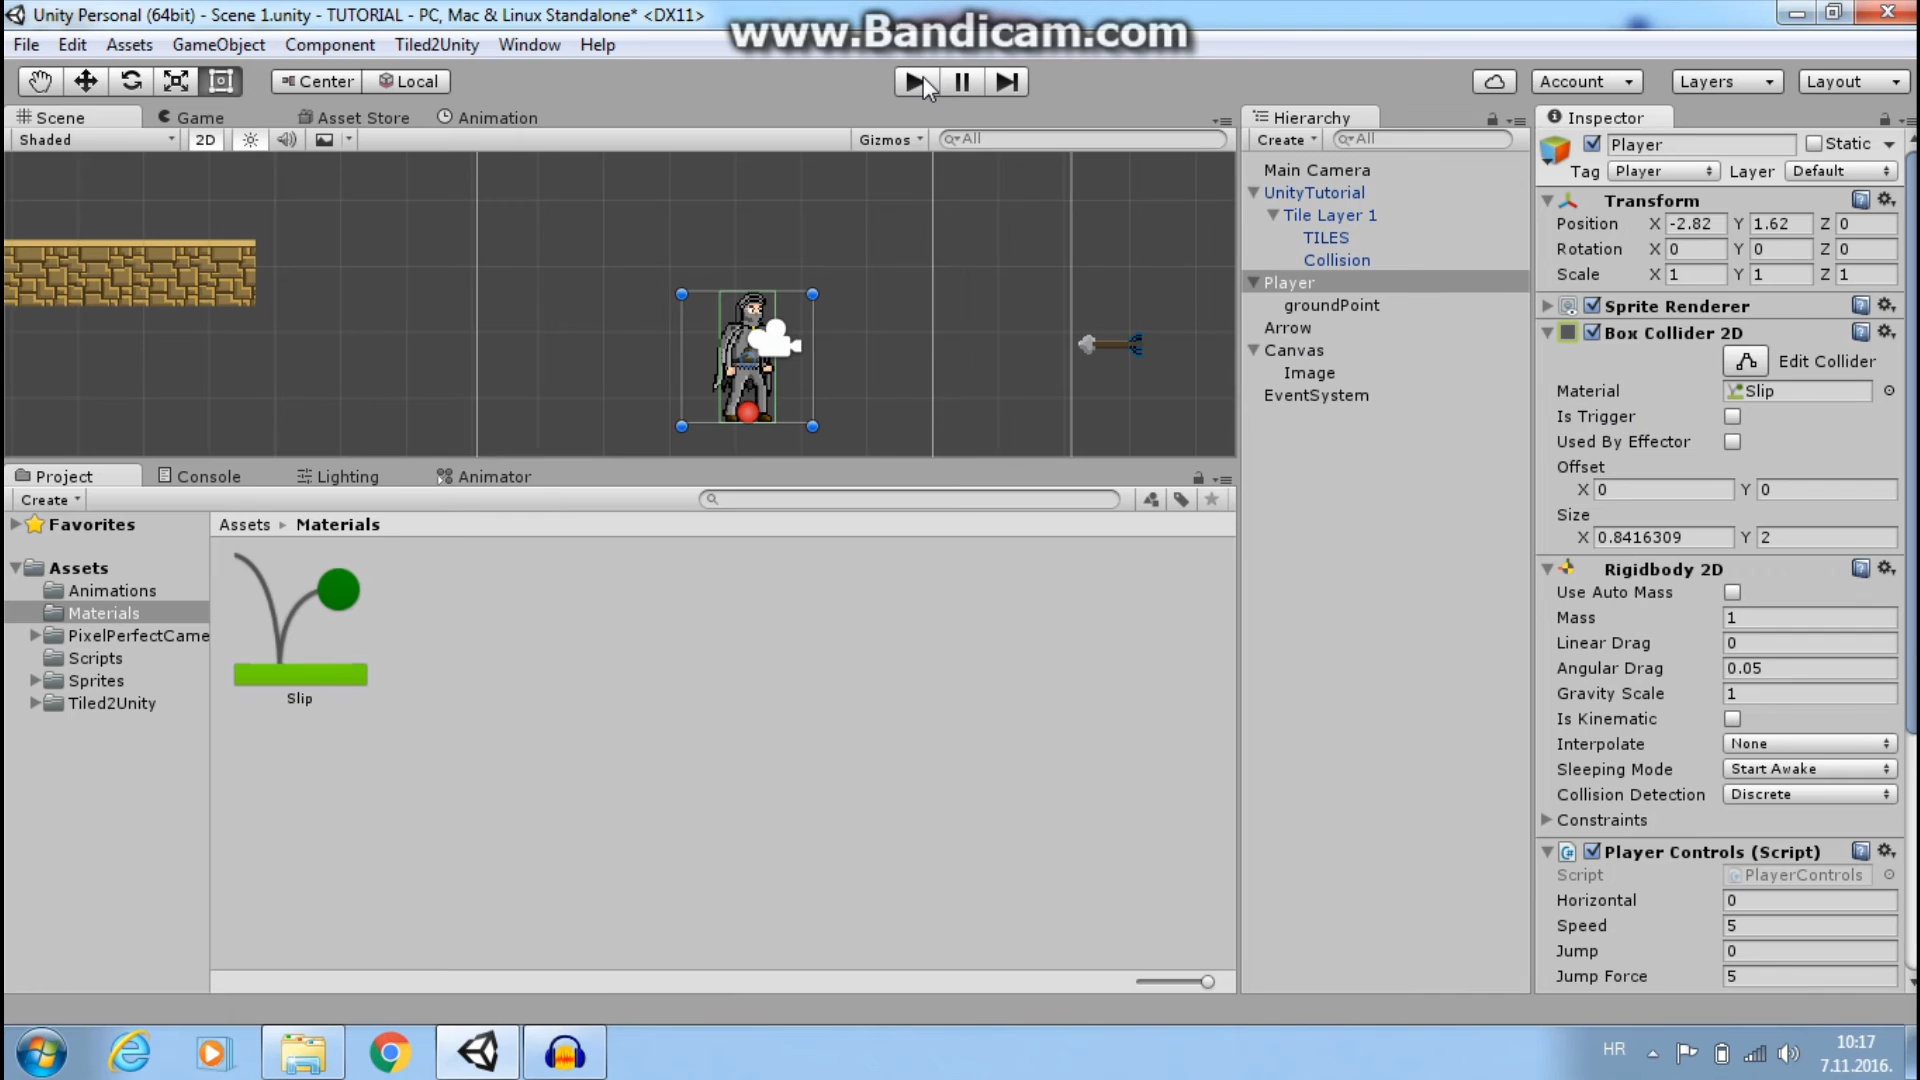 Unity Personal (64bit) - Scene 1.unity - TUTORIAL - PC, Mac & Linux Standalone* <DX11>
www.Bandicam.com
File Edit Assets GameObject Component Tiled2Unity Window Help
Center Local Account Layers Layout
Scene Game Asset Store Animation
Shaded 2D Gizmos All
Hierarchy
Create All
Main Camera
UnityTutorial
Tile Layer 1
TILES
Collision
Player
groundPoint
Arrow
Canvas
Image
EventSystem
Inspector
Player Static
Tag Player Layer Default
Transform
Position X -2.82 Y 1.62 Z 0
Rotation X 0 Y 0 Z 0
Scale X 1 Y 1 Z 1
Sprite Renderer
Box Collider 2D
Edit Collider
Material Slip
Is Trigger
Used By Effector
Offset
X 0 Y 0
Size
X 0.8416309 Y 2
Rigidbody 2D
Use Auto Mass
Mass 1
Linear Drag 0
Angular Drag 0.05
Gravity Scale 1
Is Kinematic
Interpolate None
Sleeping Mode Start Awake
Collision Detection Discrete
Constraints
Player Controls (Script)
Script PlayerControls
Horizontal 0
Speed 5
Jump 0
Jump Force 5
Project Console Lighting Animator
Create
Favorites
Assets
Animations
Materials
PixelPerfectCame
Scripts
Sprites
Tiled2Unity
Assets Materials
Slip
HR
10:17
7.11.2016.